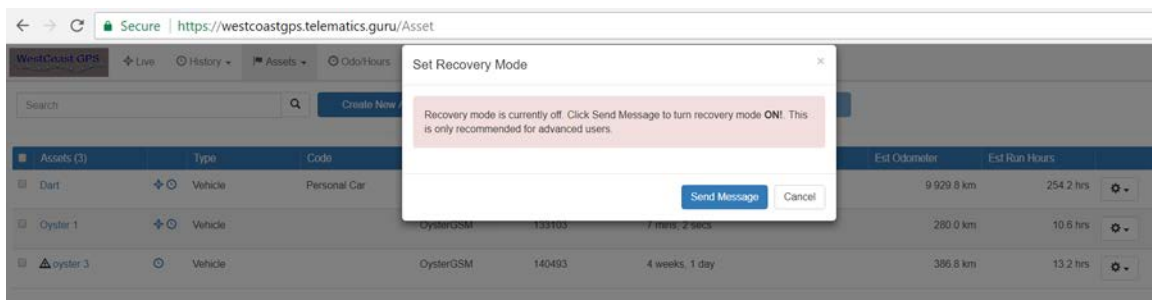 Secure | https://westcoastgps.telematics.guru/Asset
WestCoast GPS Live History Assets Odo/Hours
Set Recovery Mode ×
Search Create New
Recovery mode is currently off. Click Send Message to turn recovery mode ON!. This
is only recommended for advanced users.
Assets (3) Type Code Est Odometer Est Run Hours
Send Message Cancel
Dart Vehicle Personal Car 9 929.8 km 254.2 hrs
Oyster 1 Vehicle OysterGSM 133103 7 mins, 2 secs 280.0 km 10.6 hrs
oyster 3 Vehicle OysterGSM 140493 4 weeks, 1 day 386.8 km 13.2 hrs